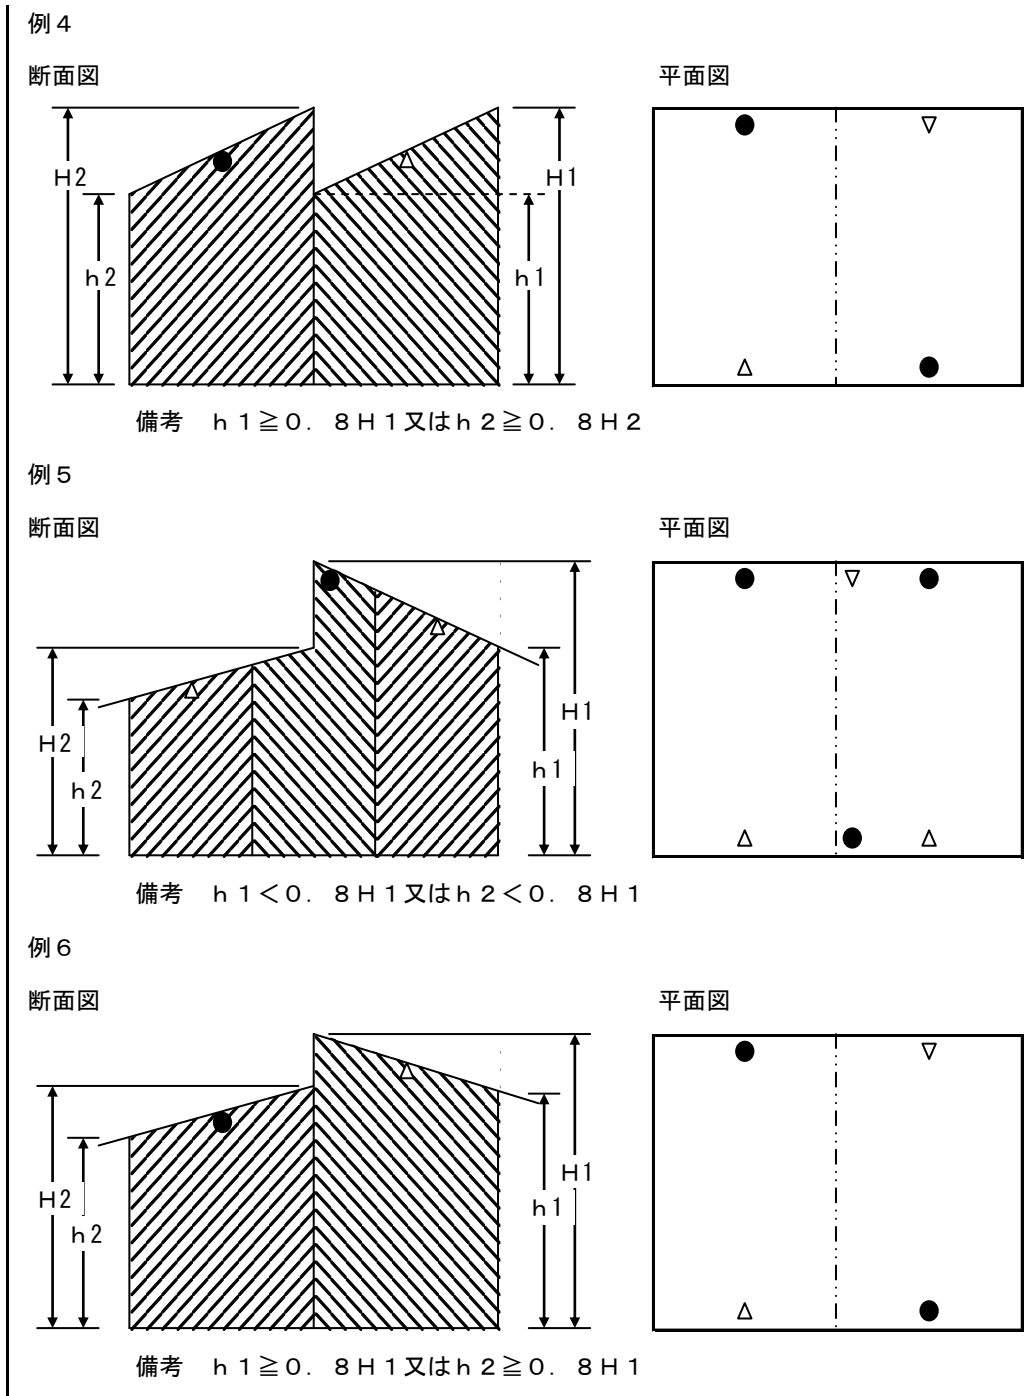 例４
断面図　平面図
H2
H1
h2
h1
備考　ｈ１≧０．８Ｈ１又はｈ２≧０．８Ｈ２
例５
断面図　平面図
H1
H2
h1
h2
備考　ｈ１＜０．８Ｈ１又はｈ２＜０．８Ｈ１
例６
断面図　平面図
H1
H2
h1
h2
備考　ｈ１≧０．８Ｈ１又はｈ２≧０．８Ｈ１